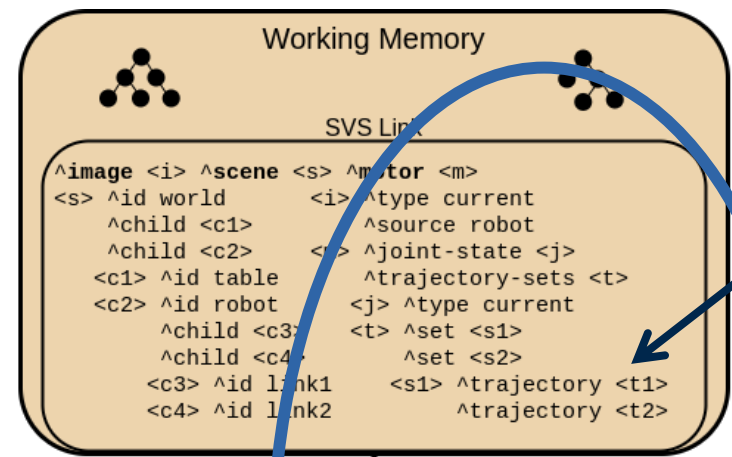 Working Memory
SVS Link
^image <i> ^scene <s> ^motor <m>
<s> ^id world <i> ^type current
^child <c1> ^source robot
^child <c2> ^joint-state <j>
<c1> ^id table ^trajectory-sets <t>
<c2> ^id robot <j> ^type current
^child <c3> <t> ^set <s1>
^child <c4> ^set <s2>
<c3> ^id link1 <s1> ^trajectory <t1>
<c4> ^id link2 ^trajectory <t2>